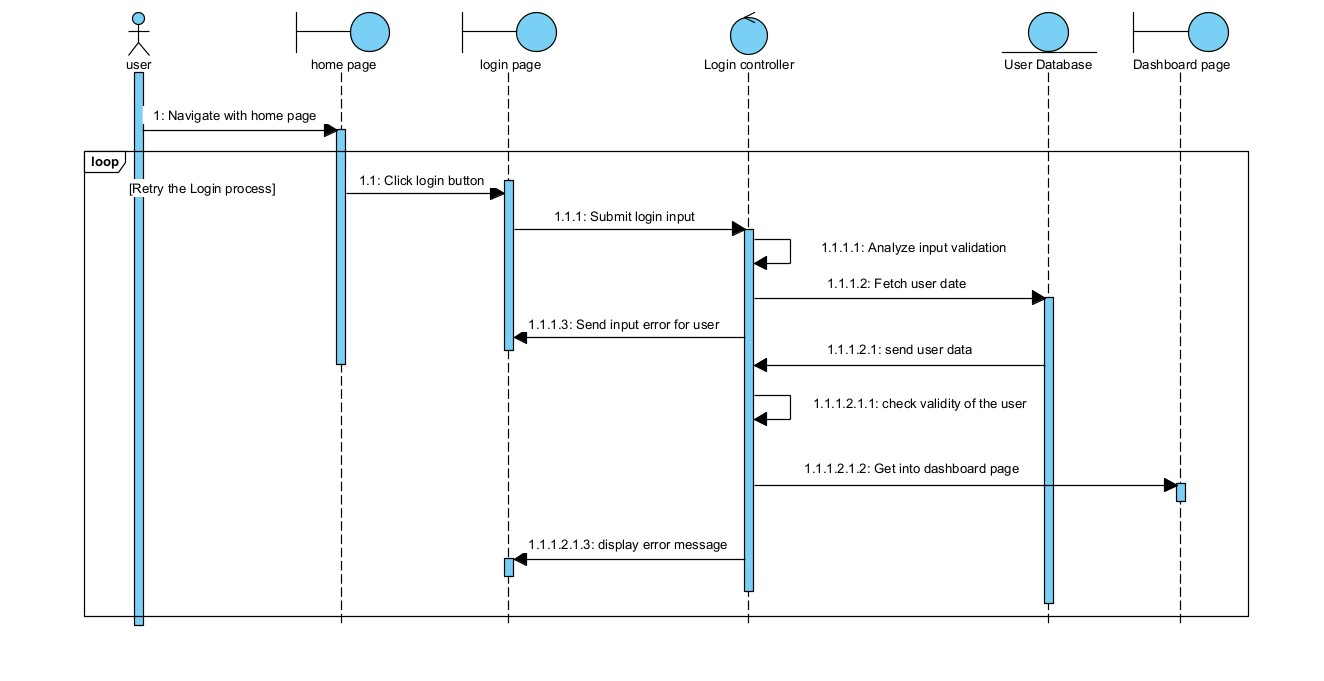 user
home page
login page
Login controller
User Database
Dashboard page
1: Navigate with home page
loop
[Retry the Login process]
1.1: Click login button
1.1.1: Submit login input
1.1.1.1: Analyze input validation
1.1.1.2: Fetch user date
1.1.1.3: Send input error for user
1.1.1.2.1: send user data
1.1.1.2.1.1: check validity of the user
1.1.1.2.1.2: Get into dashboard page
1.1.1.2.1.3: display error message